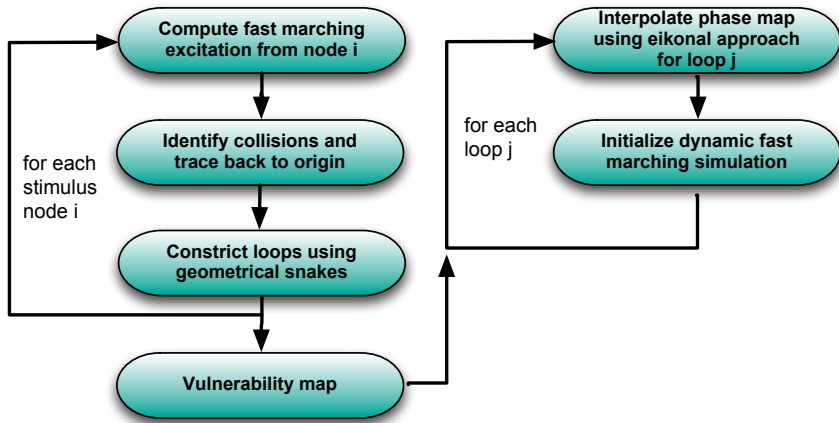 Compute fast marching
excitation from node i
Identify collisions and
trace back to origin
for each
stimulus
node i
Constrict loops using
geometrical snakes
Vulnerability map
Interpolate phase map
using eikonal approach
for loop j
for each
loop j
Initialize dynamic fast
marching simulation